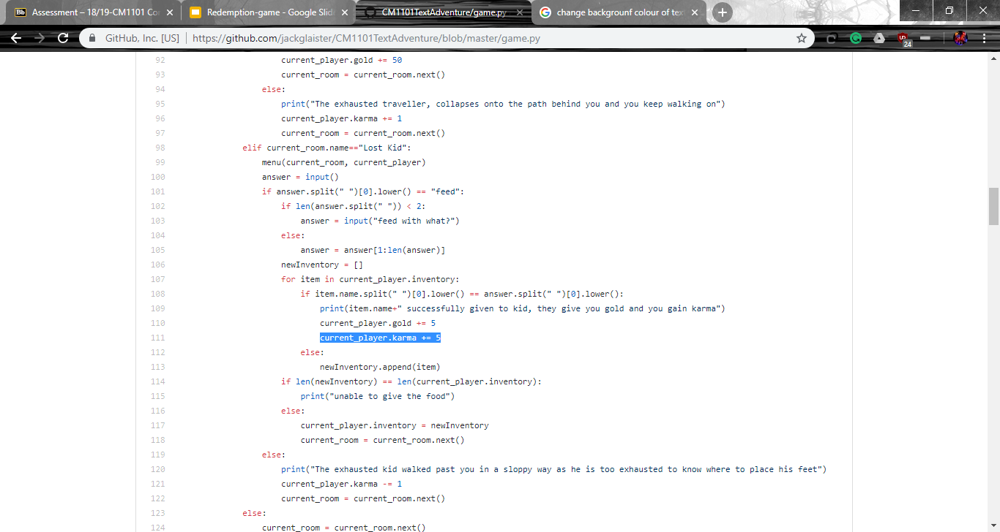 Bb Assessment – 18/19-CM1101 Co
Redemption-game - Google Slid
CM1101TextAdventure/game.py
G change backgrounf colour of tex
GitHub, Inc. [US] | https://github.com/jackglaister/CM1101TextAdventure/blob/master/game.py
24
92 current_player.gold += 50
93 current_room = current_room.next()
94 else:
95 print("The exhausted traveller, collapses onto the path behind you and you keep walking on")
96 current_player.karma += 1
97 current_room = current_room.next()
98 elif current_room.name=="Lost Kid":
99 menu(current_room, current_player)
100 answer = input()
101 if answer.split(" ")[0].lower() == "feed":
102 if len(answer.split(" ")) < 2:
103 answer = input("feed with what?")
104 else:
105 answer = answer[1:len(answer)]
106 newInventory = []
107 for item in current_player.inventory:
108 if item.name.split(" ")[0].lower() == answer.split(" ")[0].lower():
109 print(item.name+" successfully given to kid, they give you gold and you gain karma")
110 current_player.gold += 5
111 current_player.karma += 5
112 else:
113 newInventory.append(item)
114 if len(newInventory) == len(current_player.inventory):
115 print("unable to give the food")
116 else:
117 current_player.inventory = newInventory
118 current_room = current_room.next()
119 else:
120 print("The exhausted kid walked past you in a sloppy way as he is too exhausted to know where to place his feet")
121 current_player.karma -= 1
122 current_room = current_room.next()
123 else:
124 current_room = current_room.next()